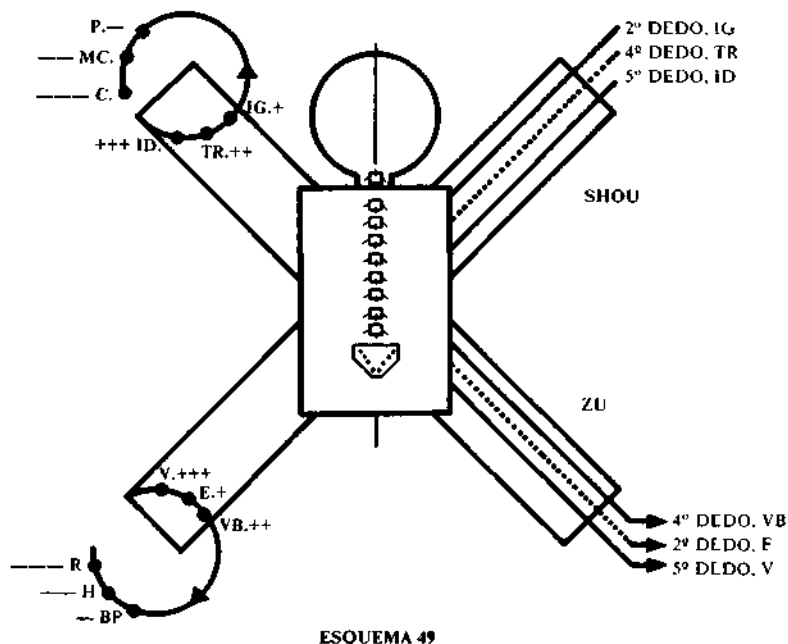 P.—
—— MC.
——— C.
IG.+
+++ ID.
TR.++
2º DEDO, IG
4º DEDO, TR
5º DEDO, ID
SHOU
ZU
V.+++
E.+
VB.++
——— R
—— H
— BP
4º DEDO, VB
2º DEDO, E
5º DEDO, V
ESQUEMA 49